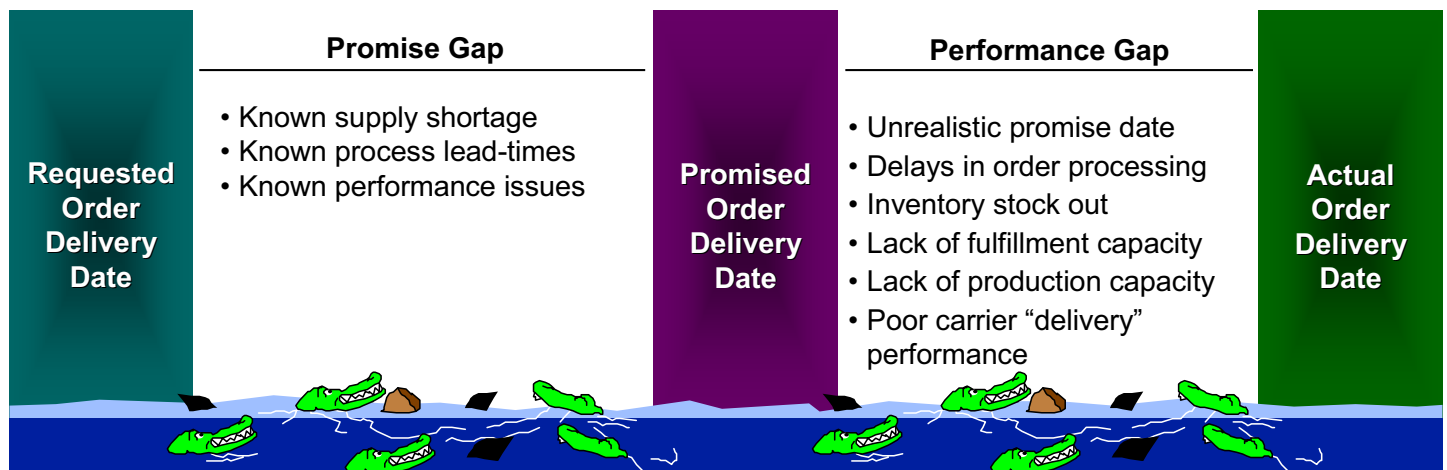 Requested
Order
Delivery
Date
Promise Gap
• Known supply shortage
• Known process lead-times
• Known performance issues
Promised
Order
Delivery
Date
Performance Gap
• Unrealistic promise date
• Delays in order processing
• Inventory stock out
• Lack of fulfillment capacity
• Lack of production capacity
• Poor carrier “delivery”
performance
Actual
Order
Delivery
Date